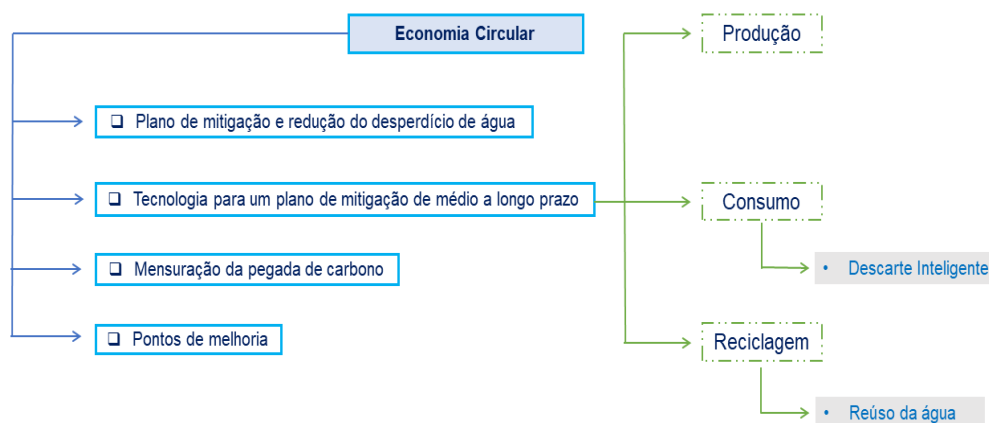 Economia Circular
❑ Plano de mitigação e redução do desperdício de água
❑ Tecnologia para um plano de mitigação de médio a longo prazo
❑ Mensuração da pegada de carbono
❑ Pontos de melhoria
Produção
Consumo
• Descarte Inteligente
Reciclagem
• Reúso da água